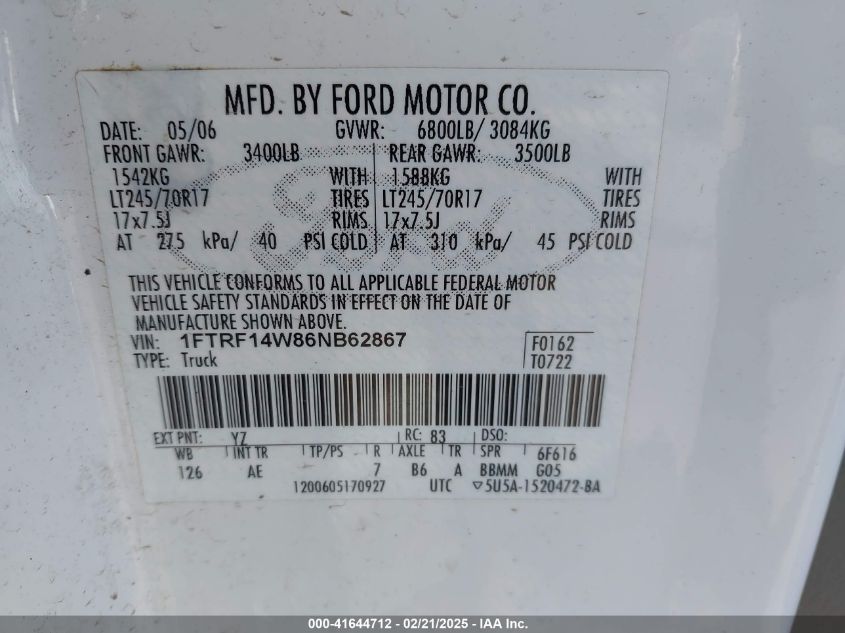 MFD. BY FORD MOTOR CO.
DATE: 05/06 GVWR: 6800LB/ 3084KG
FRONT GAWR: 3400LB REAR GAWR: 3500LB
1542KG WITH 1588KG WITH
LT245/70R17 TIRES LT245/70R17 TIRES
17x7.5J RIMS 17x7.5J RIMS
AT 275 kPa/ 40 PSI COLD AT 310 kPa/ 45 PSI COLD
THIS VEHICLE CONFORMS TO ALL APPLICABLE FEDERAL MOTOR
VEHICLE SAFETY STANDARDS IN EFFECT ON THE DATE OF
MANUFACTURE SHOWN ABOVE.
VIN: 1FTRF14W86NB62867 F0162
TYPE: Truck T0722
EXT PNT: YZ RC: 83 DSO:
WB INT TR TP/PS R AXLE TR SPR 6F616
126 AE 7 B6 A BBMM G05
1200605170927 UTC ▽5U5A-1520472-BA
000-41644712 - 02/21/2025 - IAA Inc.